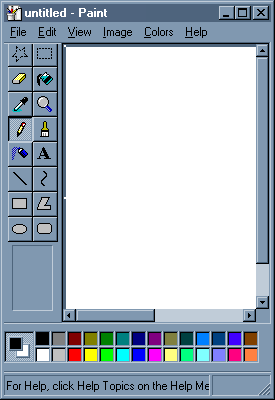 untitled - Paint
File Edit View Image Colors Help
A
For Help, click Help Topics on the Help Me